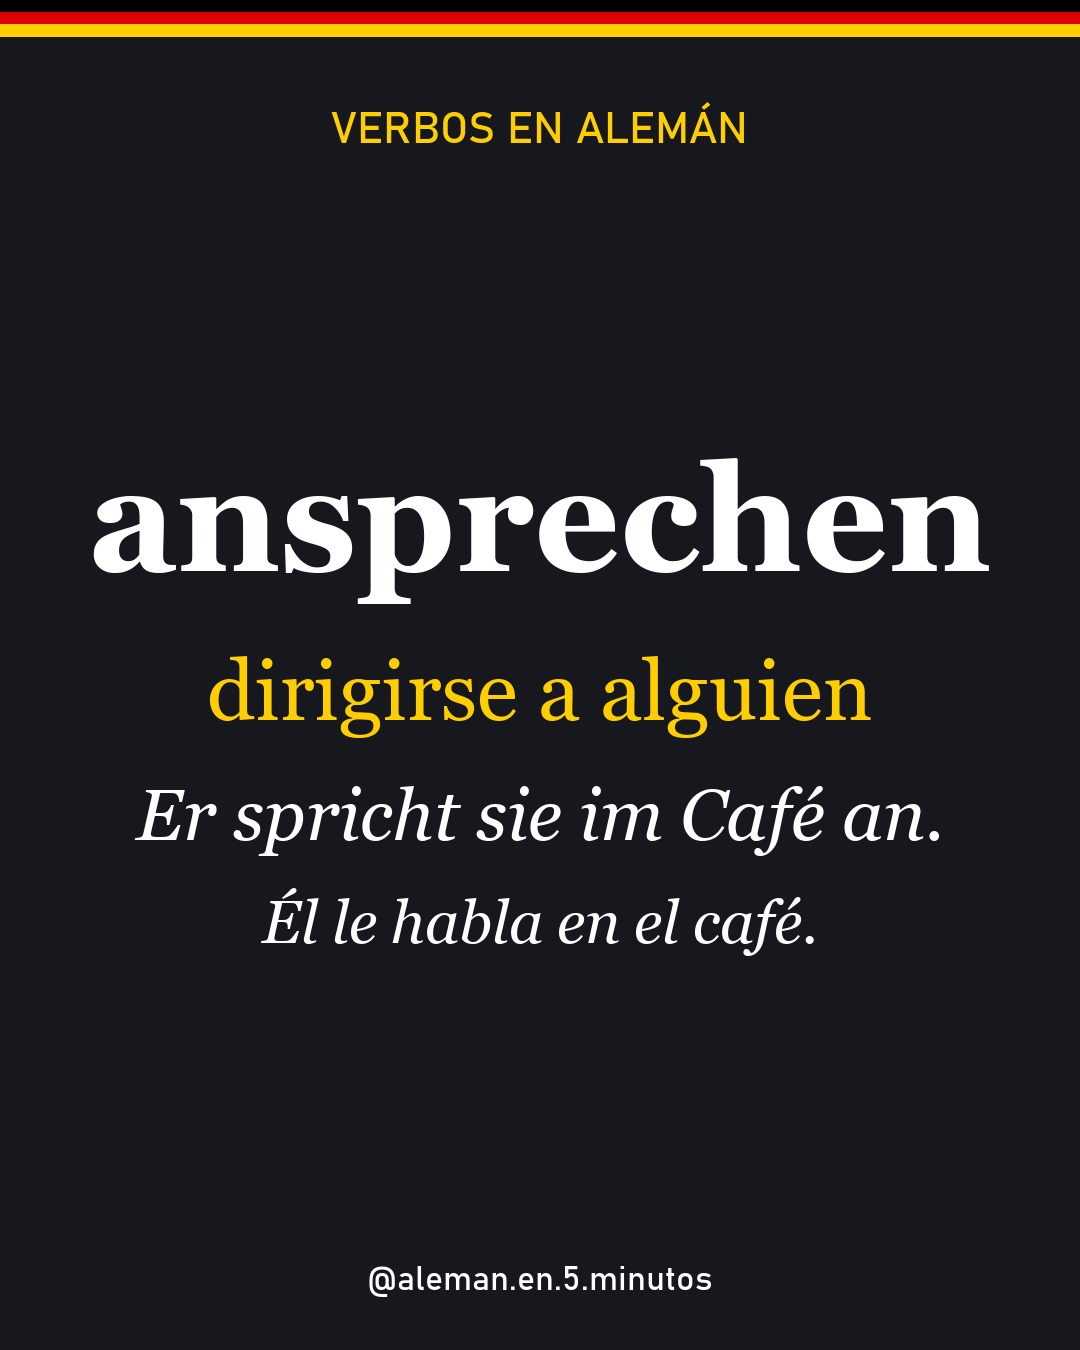 VERBOS EN ALEMÁN
ansprechen
dirigirse a alguien
Er spricht sie im Café an.
Él le habla en el café.
@aleman.en.5.minutos